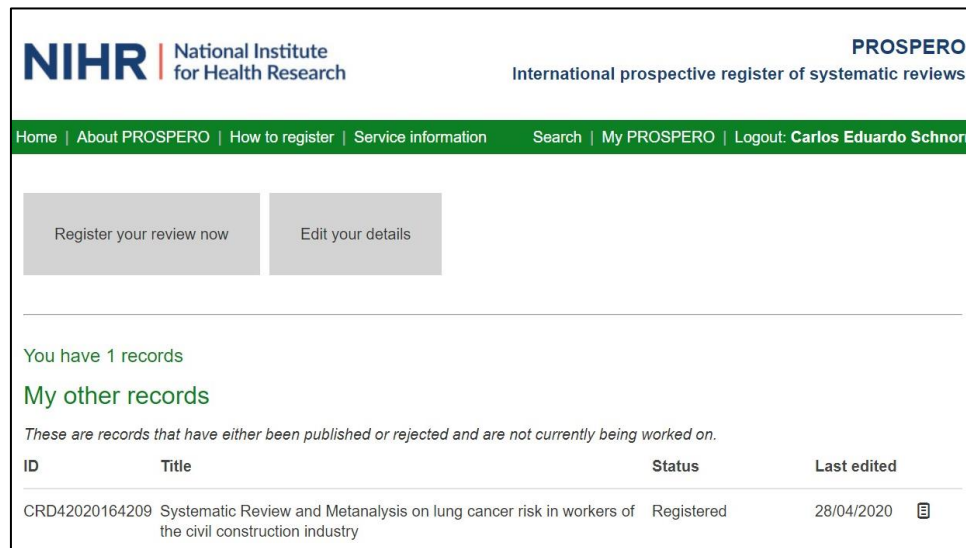 NIHR | National Institute
for Health Research
PROSPERO
International prospective register of systematic reviews
Home | About PROSPERO | How to register | Service information Search | My PROSPERO | Logout: Carlos Eduardo Schnorr
Register your review now Edit your details
You have 1 records
My other records
These are records that have either been published or rejected and are not currently being worked on.
ID Title Status Last edited
CRD42020164209 Systematic Review and Metanalysis on lung cancer risk in workers of Registered 28/04/2020
the civil construction industry